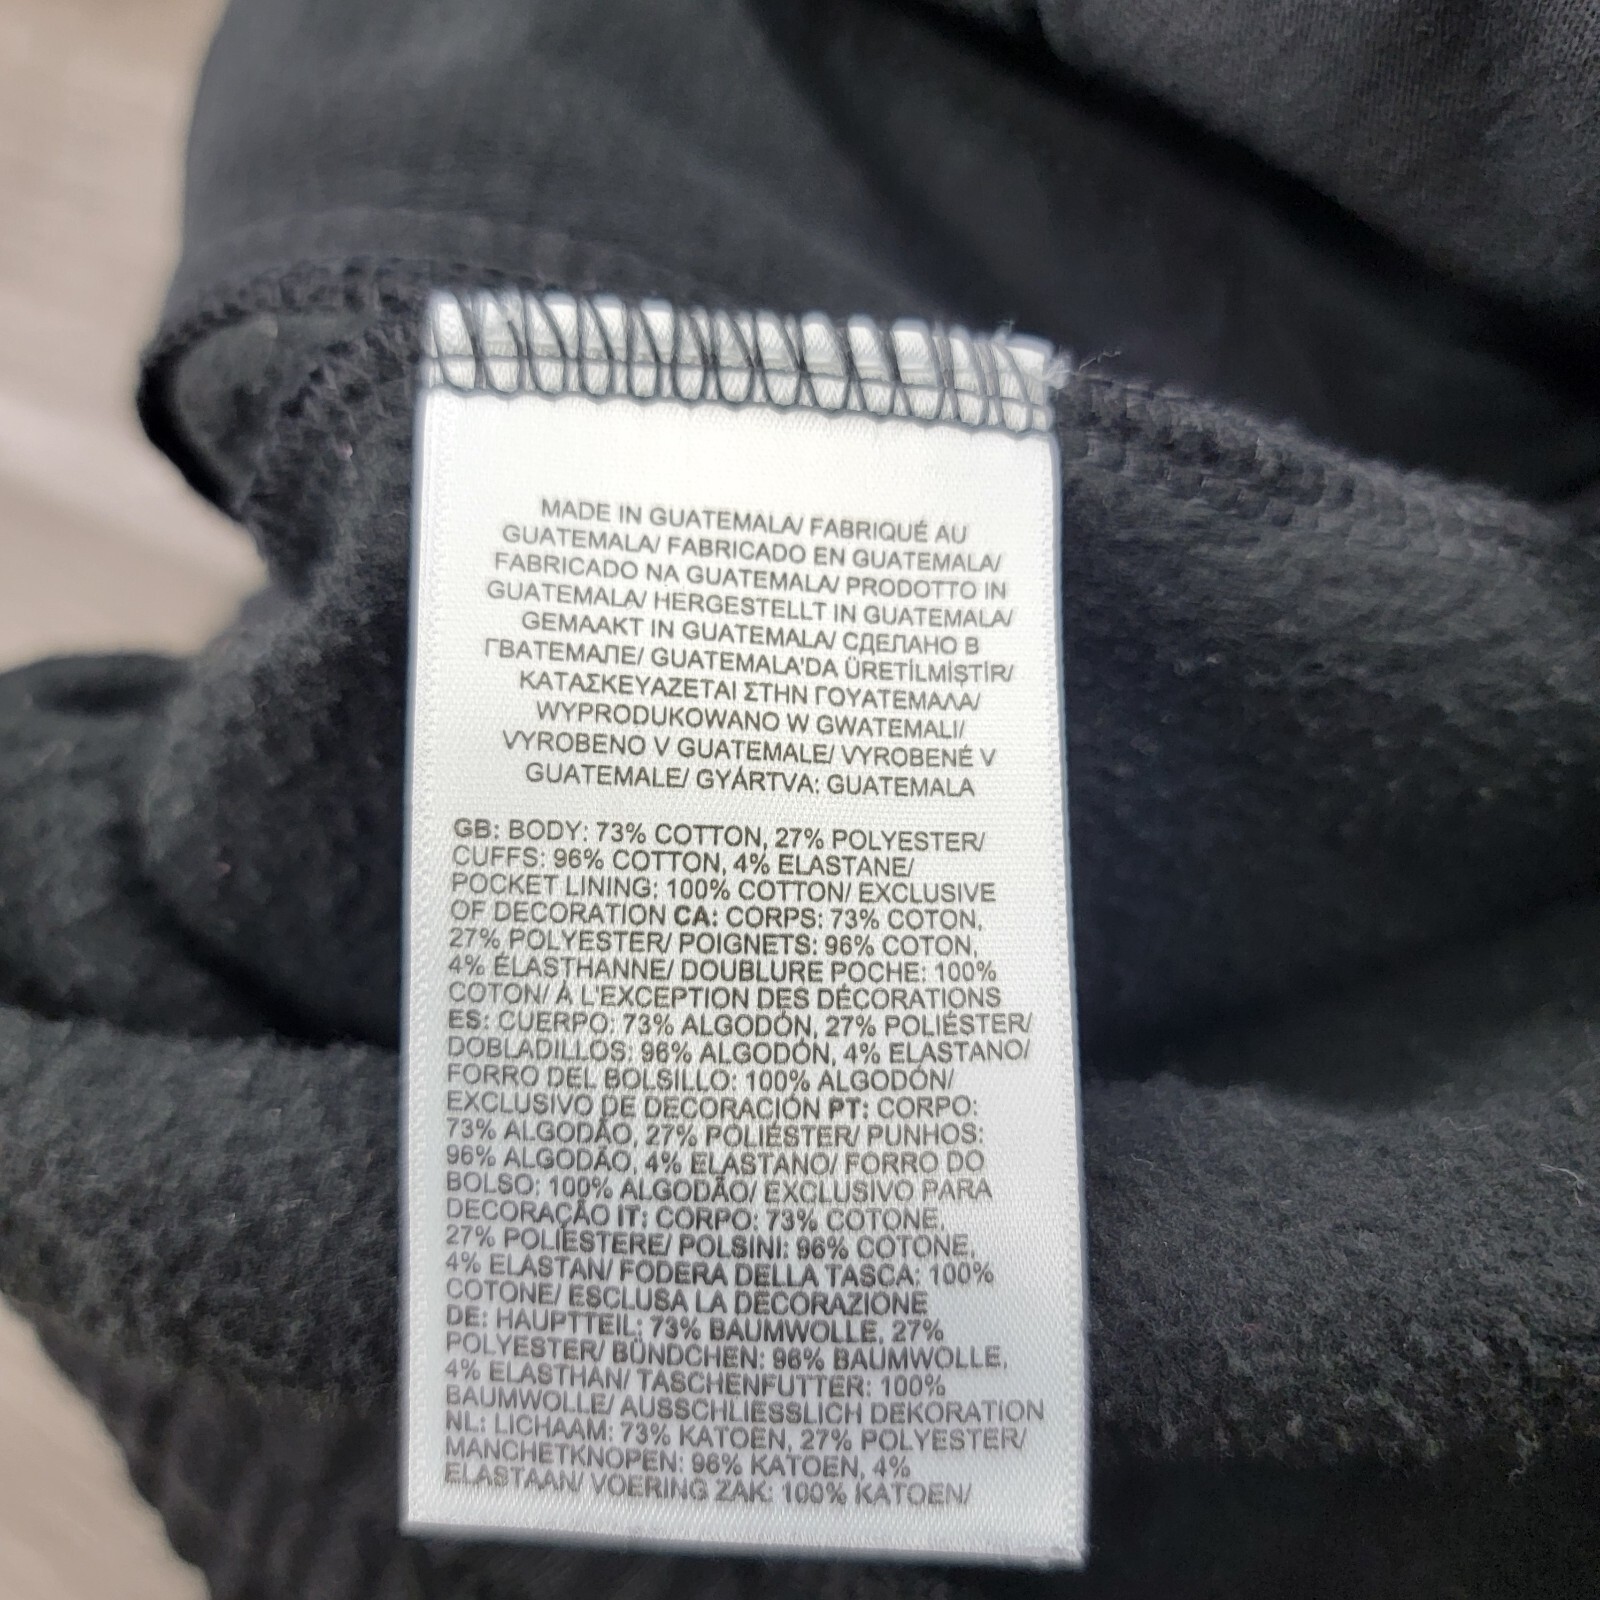 MADE IN GUATEMALA/ FABRIQUÉ AU
GUATEMALA/ FABRICADO EN GUATEMALA/
FABRICADO NA GUATEMALA/ PRODOTTO IN
GUATEMALA/ HERGESTELLT IN GUATEMALA/
GEMAAKT IN GUATEMALA/ СДЕЛАНО В
ГВАТЕМАЛЕ/ GUATEMALA'DA ÜRETİLMİŞTİR/
ΚΑΤΑΣΚΕΥΑΖΕΤΑΙ ΣΤΗΝ ΓΟΥΑΤΕΜΑΛΑ/
WYPRODUKOWANO W GWATEMALI/
VYROBENO V GUATEMALE/ VYROBENÉ V
GUATEMALE/ GYÁRTVA: GUATEMALA
GB: BODY: 73% COTTON, 27% POLYESTER/
CUFFS: 96% COTTON, 4% ELASTANE/
POCKET LINING: 100% COTTON/ EXCLUSIVE
OF DECORATION CA: CORPS: 73% COTON,
27% POLYESTER/ POIGNETS: 96% COTON,
4% ÉLASTHANNE/ DOUBLURE POCHE: 100%
COTON/ À L'EXCEPTION DES DÉCORATIONS
ES: CUERPO: 73% ALGODÓN, 27% POLIÉSTER/
DOBLADILLOS: 96% ALGODÓN, 4% ELASTANO/
FORRO DEL BOLSILLO: 100% ALGODÓN/
EXCLUSIVO DE DECORACIÓN PT: CORPO:
73% ALGODÃO, 27% POLIÉSTER/ PUNHOS:
96% ALGODÃO, 4% ELASTANO/ FORRO DO
BOLSO: 100% ALGODÃO/ EXCLUSIVO PARA
DECORAÇÃO IT: CORPO: 73% COTONE,
27% POLIESTERE/ POLSINI: 96% COTONE,
4% ELASTAN/ FODERA DELLA TASCA: 100%
COTONE/ ESCLUSA LA DECORAZIONE
DE: HAUPTTEIL: 73% BAUMWOLLE, 27%
POLYESTER/ BÜNDCHEN: 96% BAUMWOLLE,
4% ELASTHAN/ TASCHENFUTTER: 100%
BAUMWOLLE/ AUSSCHLIESSLICH DEKORATION
NL: LICHAAM: 73% KATOEN, 27% POLYESTER/
MANCHETKNOPEN: 96% KATOEN, 4%
ELASTAAN/ VOERING ZAK: 100% KATOEN/